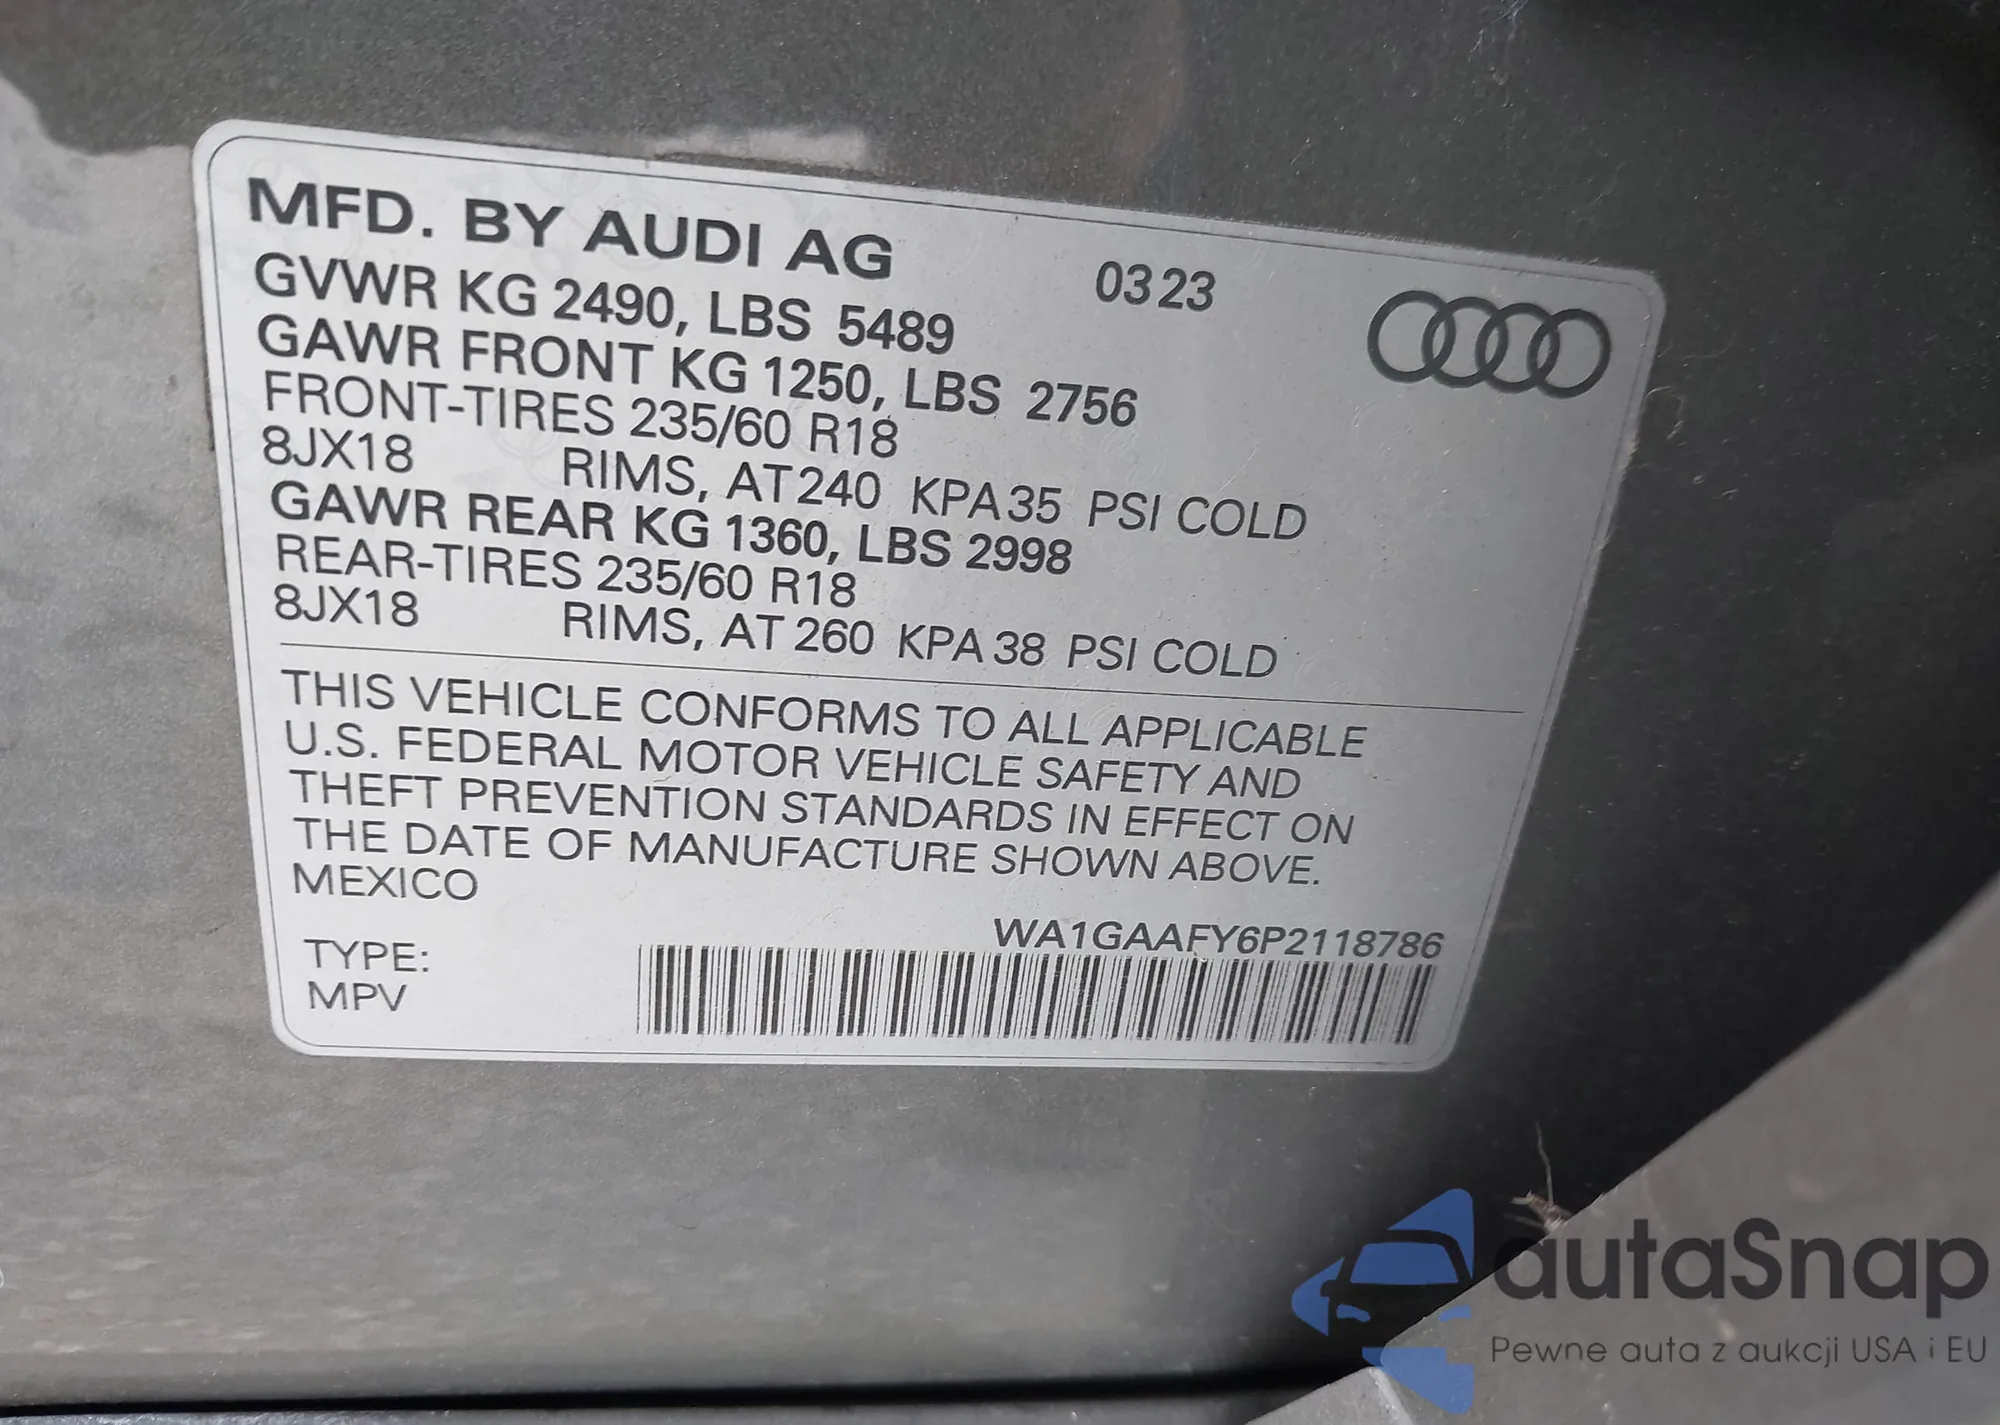 MFD. BY AUDI AG 0323
GVWR KG 2490, LBS 5489
GAWR FRONT KG 1250, LBS 2756
FRONT-TIRES 235/60 R18
8JX18 RIMS, AT 240 KPA 35 PSI COLD
GAWR REAR KG 1360, LBS 2998
REAR-TIRES 235/60 R18
8JX18 RIMS, AT 260 KPA 38 PSI COLD
THIS VEHICLE CONFORMS TO ALL APPLICABLE
U.S. FEDERAL MOTOR VEHICLE SAFETY AND
THEFT PREVENTION STANDARDS IN EFFECT ON
THE DATE OF MANUFACTURE SHOWN ABOVE.
MEXICO
WA1GAAFY6P2118786
TYPE:
MPV
autaSnap
Pewne auta z aukcji USA i EU